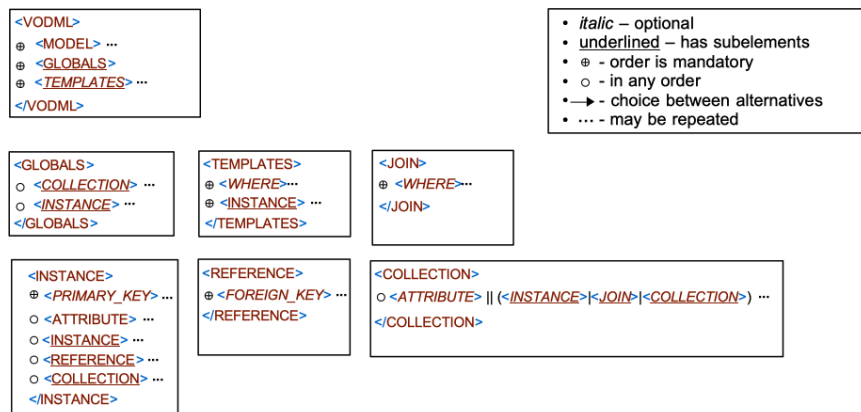 <VODML>
⊕ <MODEL> ...
⊕ <GLOBALS>
⊕ <TEMPLATES> ...
</VODML>
• italic – optional
• underlined – has subelements
• ⊕ - order is mandatory
• ○ - in any order
• → - choice between alternatives
• ... - may be repeated
<GLOBALS>
○ <COLLECTION> ...
○ <INSTANCE> ...
</GLOBALS>
<TEMPLATES>
⊕ <WHERE>...
⊕ <INSTANCE> ...
</TEMPLATES>
<JOIN>
⊕ <WHERE>...
</JOIN>
<INSTANCE>
⊕ <PRIMARY_KEY> ...
○ <ATTRIBUTE> ...
○ <INSTANCE> ...
○ <REFERENCE> ...
○ <COLLECTION> ...
</INSTANCE>
<REFERENCE>
⊕ <FOREIGN_KEY> ...
</REFERENCE>
<COLLECTION>
○ <ATTRIBUTE> || (<INSTANCE>|<JOIN>|<COLLECTION>) ...
</COLLECTION>